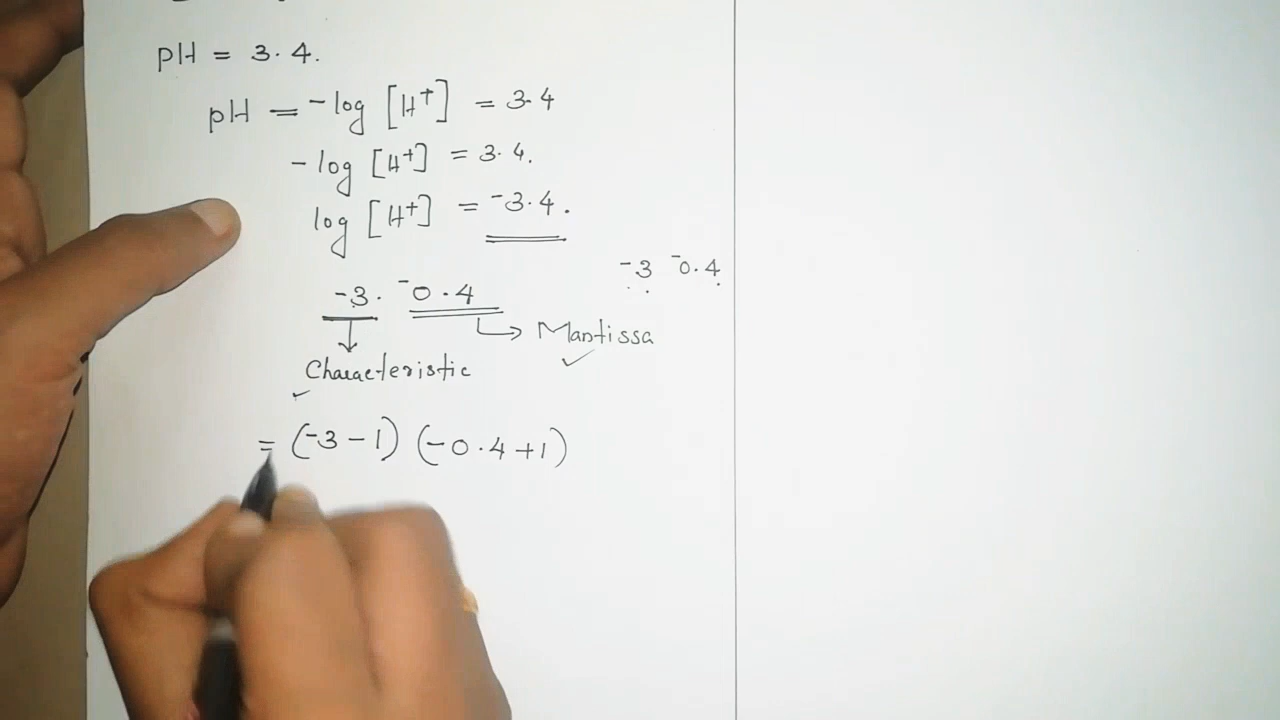 pH = 3.4.
pH = -log [H⁺] = 3.4
-log [H⁺] = 3.4.
log [H⁺] = -3.4.
-3 -0.4
-3. -0.4
Mantissa
Characteristic
= (-3-1) (-0.4+1)